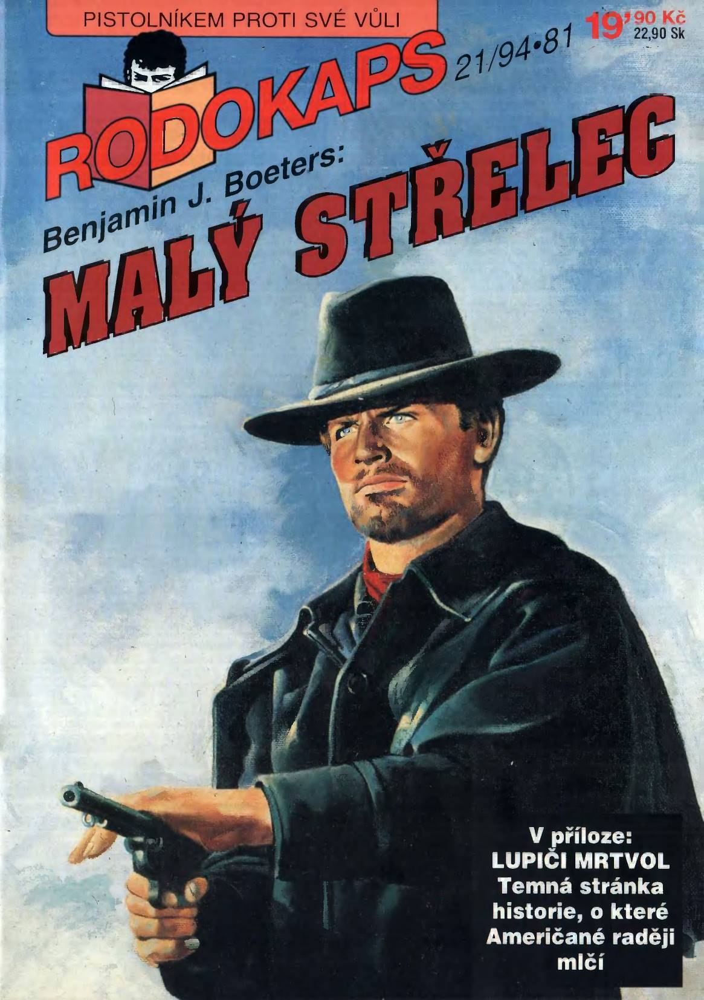 PISTOLNÍKEM PROTI SVÉ VŮLI
19’90 Kč
22,90 Sk
RODOKAPS
21/94•81
Benjamin J. Boeters:
MALÝ STŘELEC
V příloze:
LUPIČI MRTVOL
Temná stránka
historie, o které
Američané raději
mlčí